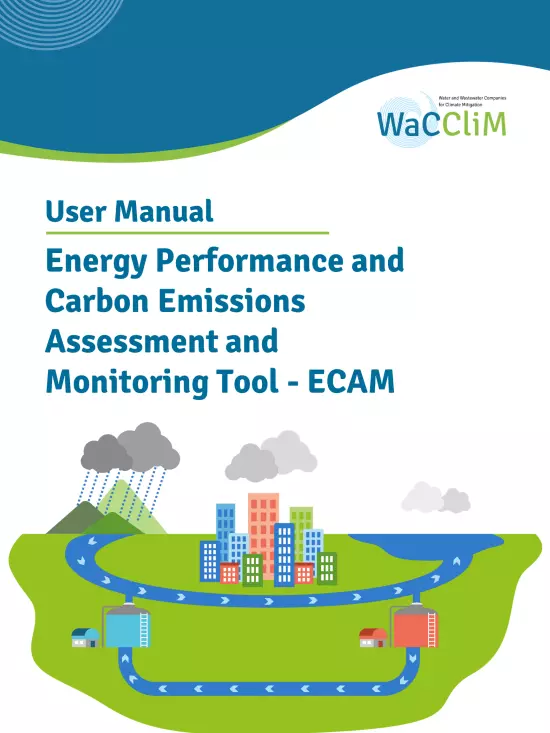 Water and Wastewater Companies
for Climate Mitigation
WaCCliM
User Manual
Energy Performance and
Carbon Emissions
Assessment and
Monitoring Tool - ECAM